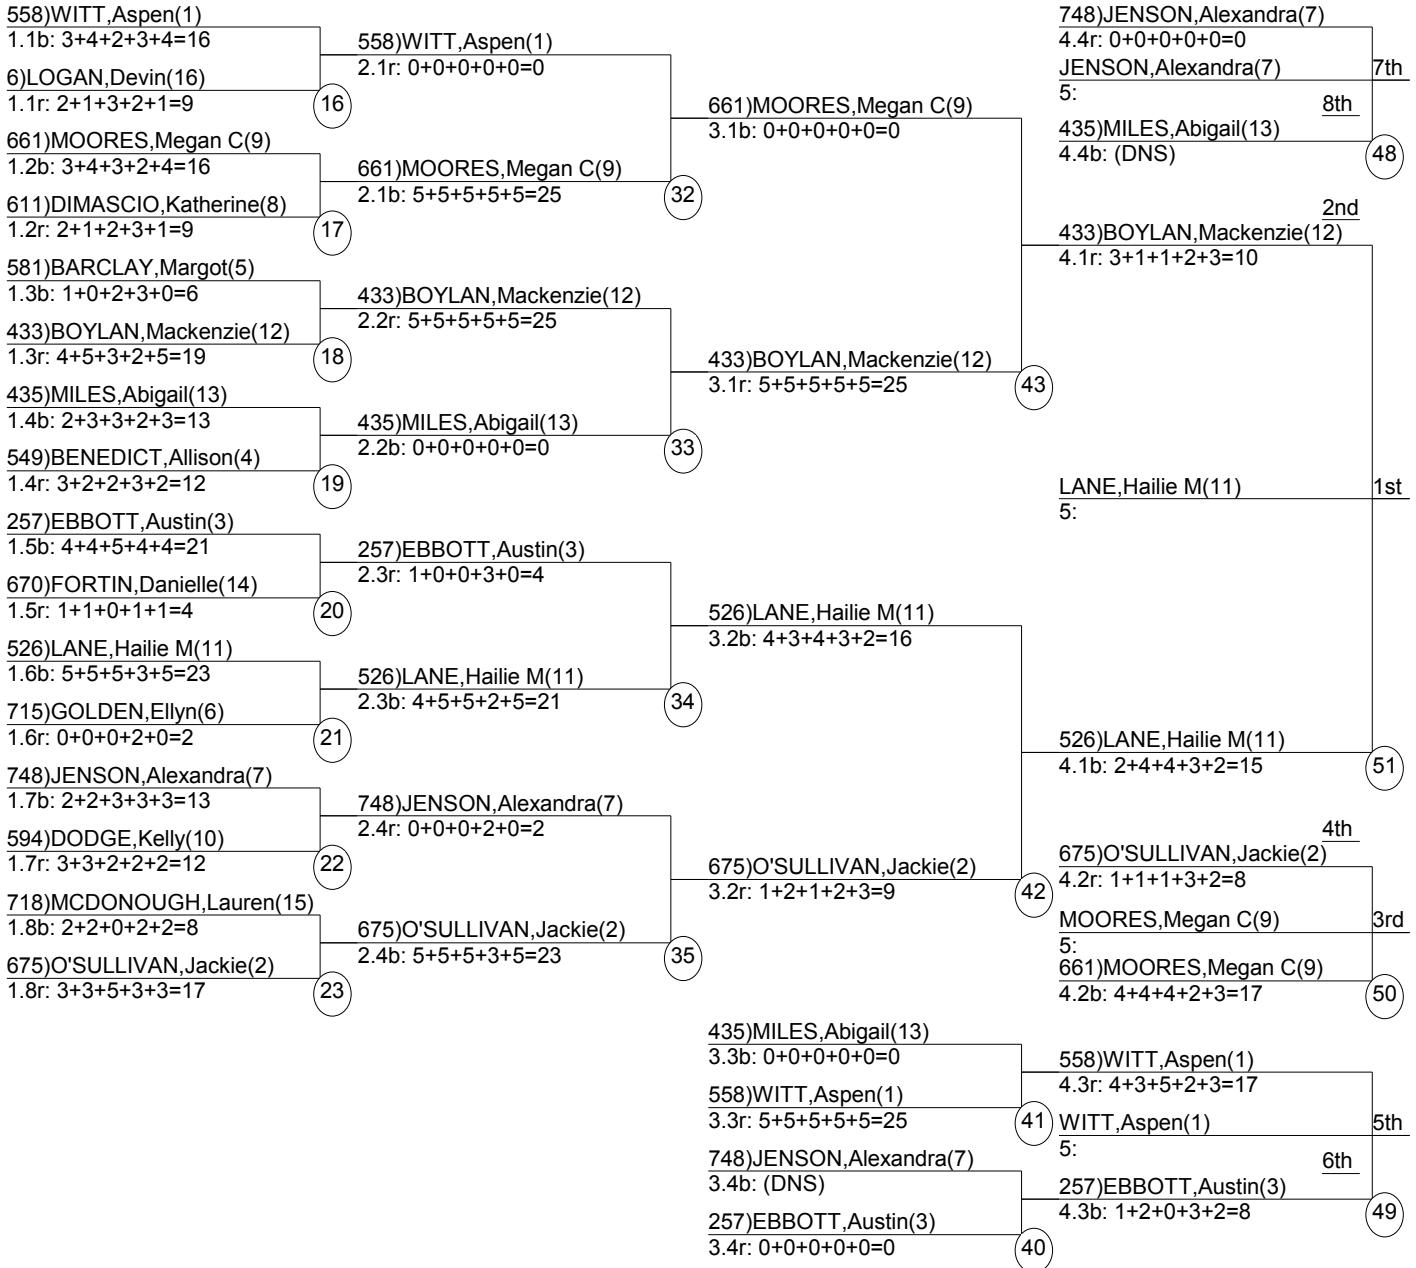 558)WITT,Aspen(1)
1.1b: 3+4+2+3+4=16
6)LOGAN,Devin(16)
1.1r: 2+1+3+2+1=9
16
661)MOORES,Megan C(9)
1.2b: 3+4+3+2+4=16
611)DIMASCIO,Katherine(8)
1.2r: 2+1+2+3+1=9
17
581)BARCLAY,Margot(5)
1.3b: 1+0+2+3+0=6
433)BOYLAN,Mackenzie(12)
1.3r: 4+5+3+2+5=19
18
435)MILES,Abigail(13)
1.4b: 2+3+3+2+3=13
549)BENEDICT,Allison(4)
1.4r: 3+2+2+3+2=12
19
257)EBBOTT,Austin(3)
1.5b: 4+4+5+4+4=21
670)FORTIN,Danielle(14)
1.5r: 1+1+0+1+1=4
20
526)LANE,Hailie M(11)
1.6b: 5+5+5+3+5=23
715)GOLDEN,Ellyn(6)
1.6r: 0+0+0+2+0=2
21
748)JENSON,Alexandra(7)
1.7b: 2+2+3+3+3=13
594)DODGE,Kelly(10)
1.7r: 3+3+2+2+2=12
22
718)MCDONOUGH,Lauren(15)
1.8b: 2+2+0+2+2=8
675)O'SULLIVAN,Jackie(2)
1.8r: 3+3+5+3+3=17
23
558)WITT,Aspen(1)
2.1r: 0+0+0+0+0=0
661)MOORES,Megan C(9)
2.1b: 5+5+5+5+5=25
32
433)BOYLAN,Mackenzie(12)
2.2r: 5+5+5+5+5=25
435)MILES,Abigail(13)
2.2b: 0+0+0+0+0=0
33
257)EBBOTT,Austin(3)
2.3r: 1+0+0+3+0=4
526)LANE,Hailie M(11)
2.3b: 4+5+5+2+5=21
34
748)JENSON,Alexandra(7)
2.4r: 0+0+0+2+0=2
675)O'SULLIVAN,Jackie(2)
2.4b: 5+5+5+3+5=23
35
661)MOORES,Megan C(9)
3.1b: 0+0+0+0+0=0
433)BOYLAN,Mackenzie(12)
3.1r: 5+5+5+5+5=25
43
526)LANE,Hailie M(11)
3.2b: 4+3+4+3+2=16
675)O'SULLIVAN,Jackie(2)
3.2r: 1+2+1+2+3=9
42
435)MILES,Abigail(13)
3.3b: 0+0+0+0+0=0
558)WITT,Aspen(1)
3.3r: 5+5+5+5+5=25
41
748)JENSON,Alexandra(7)
3.4b: (DNS)
257)EBBOTT,Austin(3)
3.4r: 0+0+0+0+0=0
40
748)JENSON,Alexandra(7)
4.4r: 0+0+0+0+0=0
JENSON,Alexandra(7) 7th
5:
8th
435)MILES,Abigail(13)
4.4b: (DNS)
48
2nd
433)BOYLAN,Mackenzie(12)
4.1r: 3+1+1+2+3=10
LANE,Hailie M(11) 1st
5:
526)LANE,Hailie M(11)
4.1b: 2+4+4+3+2=15
51
4th
675)O'SULLIVAN,Jackie(2)
4.2r: 1+1+1+3+2=8
MOORES,Megan C(9) 3rd
5:
661)MOORES,Megan C(9)
4.2b: 4+4+4+2+3=17
50
558)WITT,Aspen(1)
4.3r: 4+3+5+2+3=17
WITT,Aspen(1) 5th
5:
6th
257)EBBOTT,Austin(3)
4.3b: 1+2+0+3+2=8
49